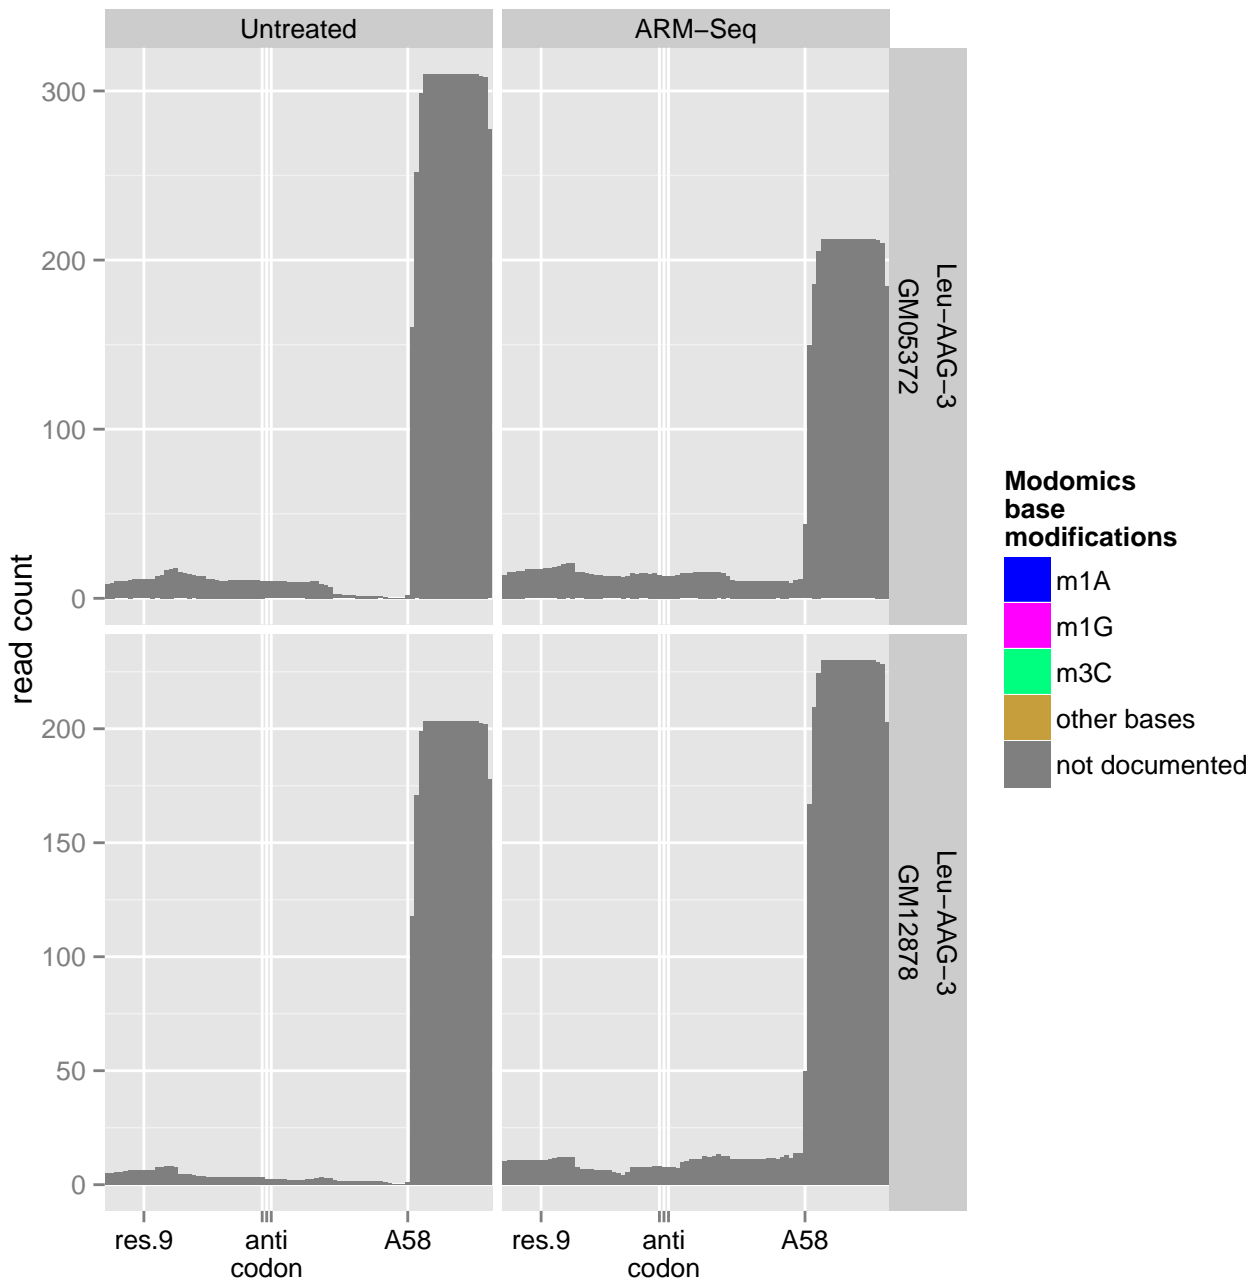 Untreated
ARM−Seq
300
200
100
0
Leu−AAG−3
GM05372
read count
200
150
100
50
0
Leu−AAG−3
GM12878
res.9
anti
codon
A58
res.9
anti
codon
A58
Modomics
base
modifications
m1A
m1G
m3C
other bases
not documented